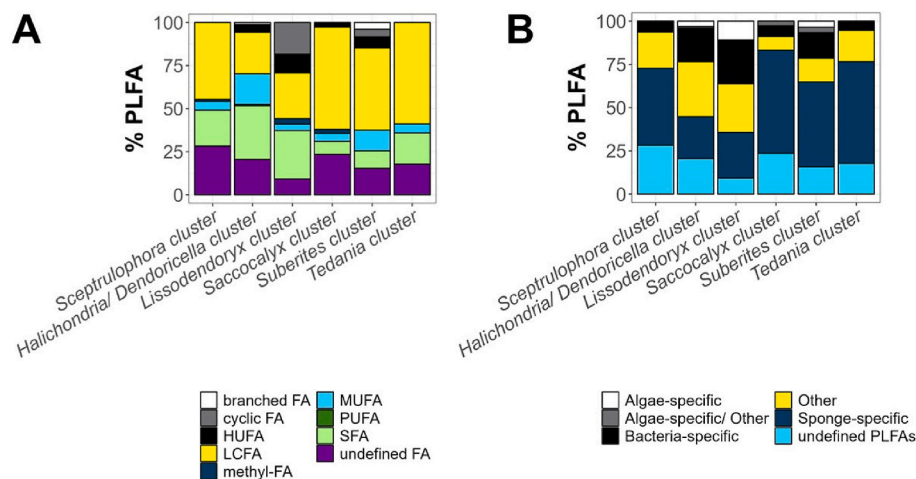 A
% PLFA
100
75
50
25
0
Sceptrulophora cluster
Halichondria/ Dendoricella cluster
Lissodendoryx cluster
Saccocalyx cluster
Suberites cluster
Tedania cluster
branched FA
cyclic FA
HUFA
LCFA
methyl-FA
MUFA
PUFA
SFA
undefined FA
B
% PLFA
100
75
50
25
0
Sceptrulophora cluster
Halichondria/ Dendoricella cluster
Lissodendoryx cluster
Saccocalyx cluster
Suberites cluster
Tedania cluster
Algae-specific
Algae-specific/ Other
Bacteria-specific
Other
Sponge-specific
undefined PLFAs